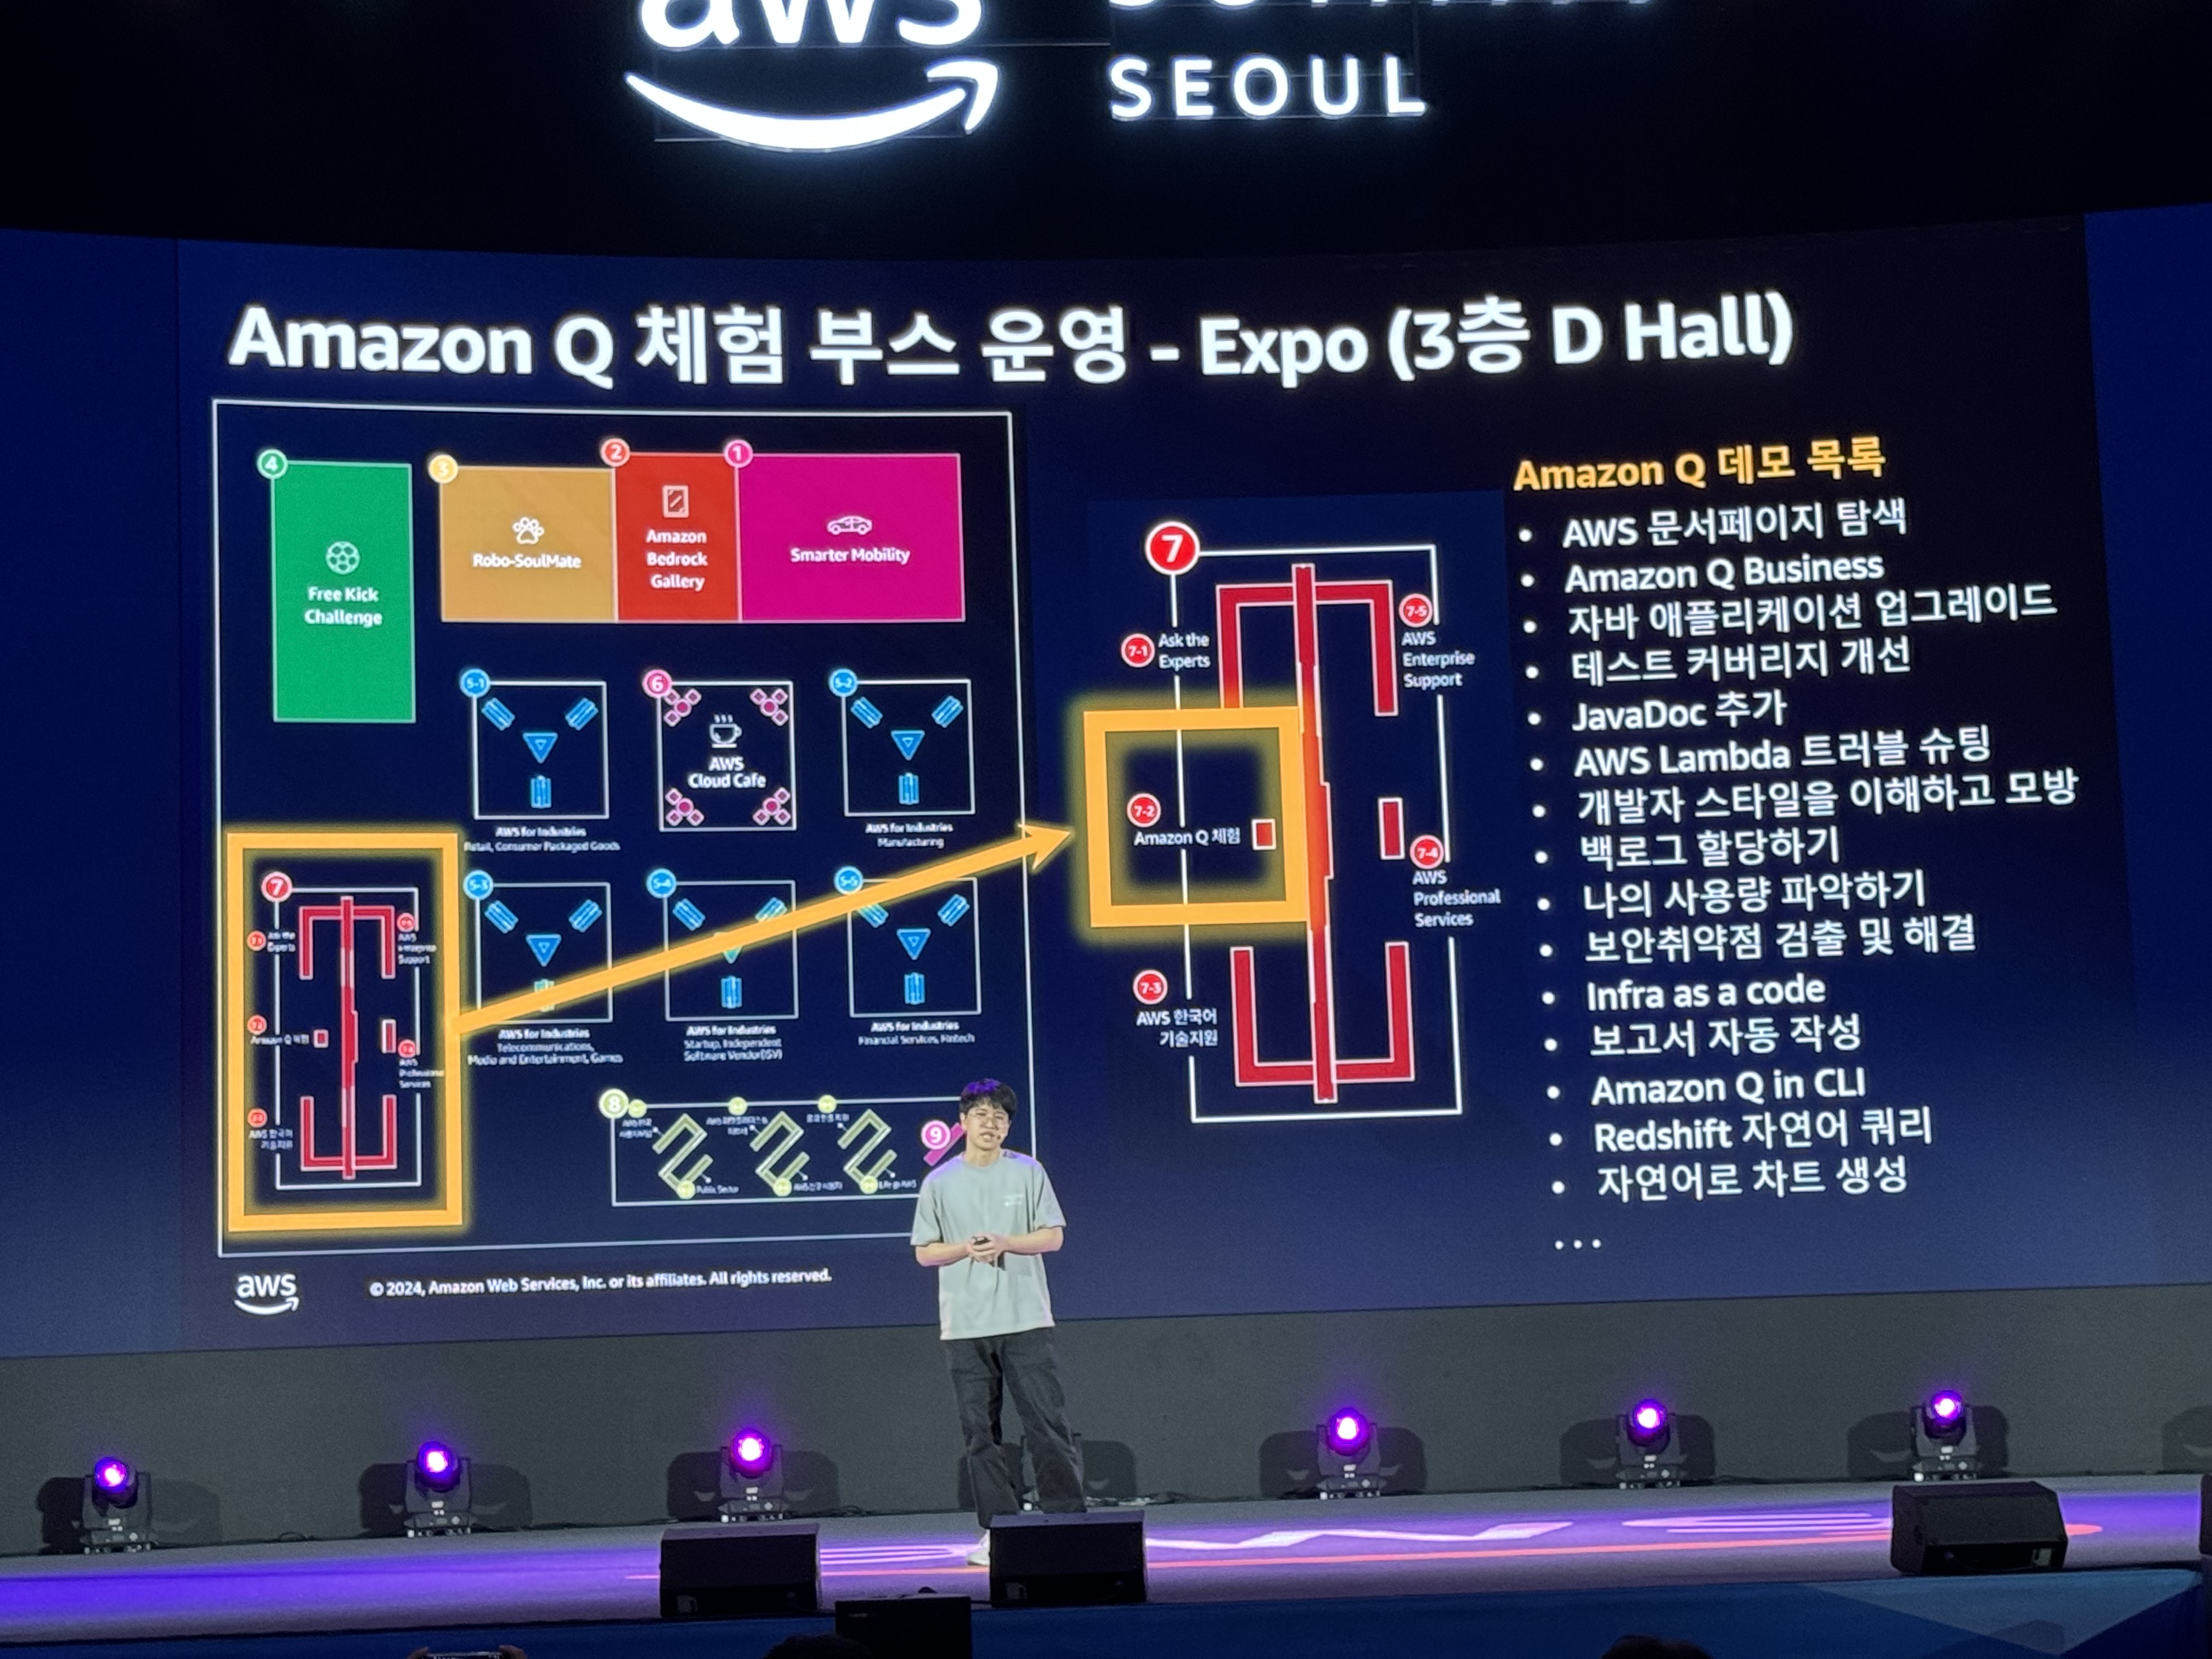 aws
SEOUL
Amazon Q 체험 부스 운영 - Expo (3층 D Hall)
4
Free Kick
Challenge
3
Robo-SoulMate
2
Amazon
Bedrock
Gallery
1
Smarter Mobility
5-1
AWS for Industries
Retail, Consumer Packaged Goods
6
AWS
Cloud Cafe
5-2
AWS for Industries
Manufacturing
5-3
AWS for Industries
Telecommunications,
Media and Entertainment, Games
5-4
AWS for Industries
Startup, Independent
Software Vendor(ISV)
5-5
AWS for Industries
Financial Services, Fintech
7
Ask the
Experts
AWS
Enterprise
Support
Amazon Q 체험
AWS
Professional
Services
AWS 한국어
기술지원
8
Public Sector
9
7
7-1
Ask the
Experts
7-5
AWS
Enterprise
Support
7-2
Amazon Q 체험
7-4
AWS
Professional
Services
7-3
AWS 한국어
기술지원
Amazon Q 데모 목록
• AWS 문서페이지 탐색
• Amazon Q Business
• 자바 애플리케이션 업그레이드
• 테스트 커버리지 개선
• JavaDoc 추가
• AWS Lambda 트러블 슈팅
• 개발자 스타일을 이해하고 모방
• 백로그 할당하기
• 나의 사용량 파악하기
• 보안취약점 검출 및 해결
• Infra as a code
• 보고서 자동 작성
• Amazon Q in CLI
• Redshift 자연어 쿼리
• 자연어로 차트 생성
...
aws
© 2024, Amazon Web Services, Inc. or its affiliates. All rights reserved.